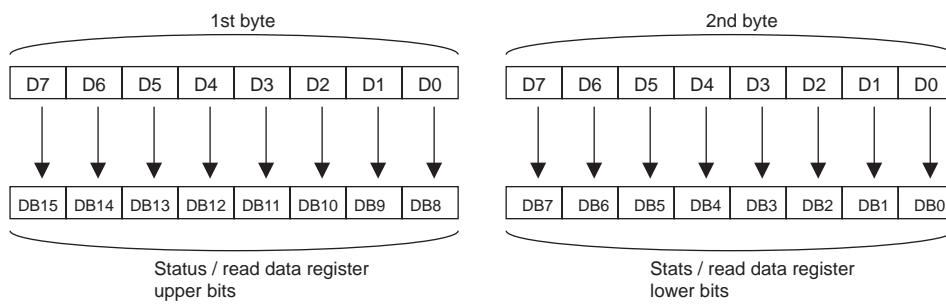 1st byte
2nd byte
D7 D6 D5 D4 D3 D2 D1 D0
D7 D6 D5 D4 D3 D2 D1 D0
DB15 DB14 DB13 DB12 DB11 DB10 DB9 DB8
DB7 DB6 DB5 DB4 DB3 DB2 DB1 DB0
Status / read data register
upper bits
Stats / read data register
lower bits